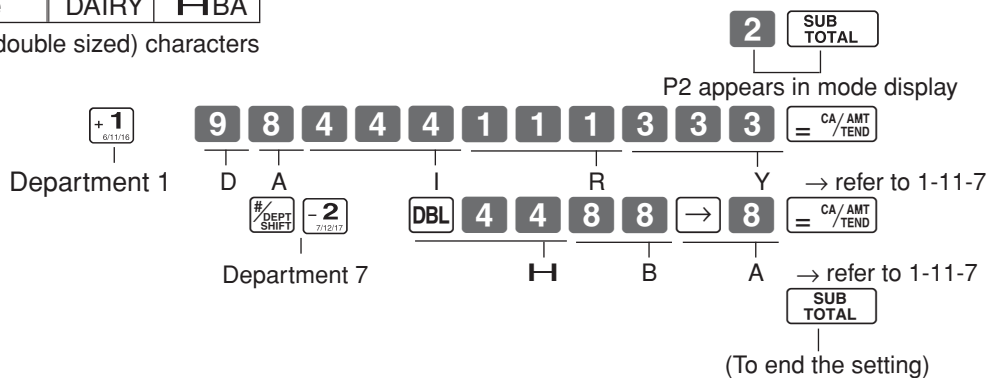 DAIRY HBA
double sized) characters
2 SUB TOTAL
P2 appears in mode display
+ 1 6/11/16 9 8 4 4 4 1 1 1 3 3 3 = CA/AMT/TEND
Department 1 D A I R Y → refer to 1-11-7
#/DEPT SHIFT - 2 7/12/17 DBL 4 4 8 8 → 8 = CA/AMT/TEND
Department 7 H B A → refer to 1-11-7
SUB TOTAL
(To end the setting)